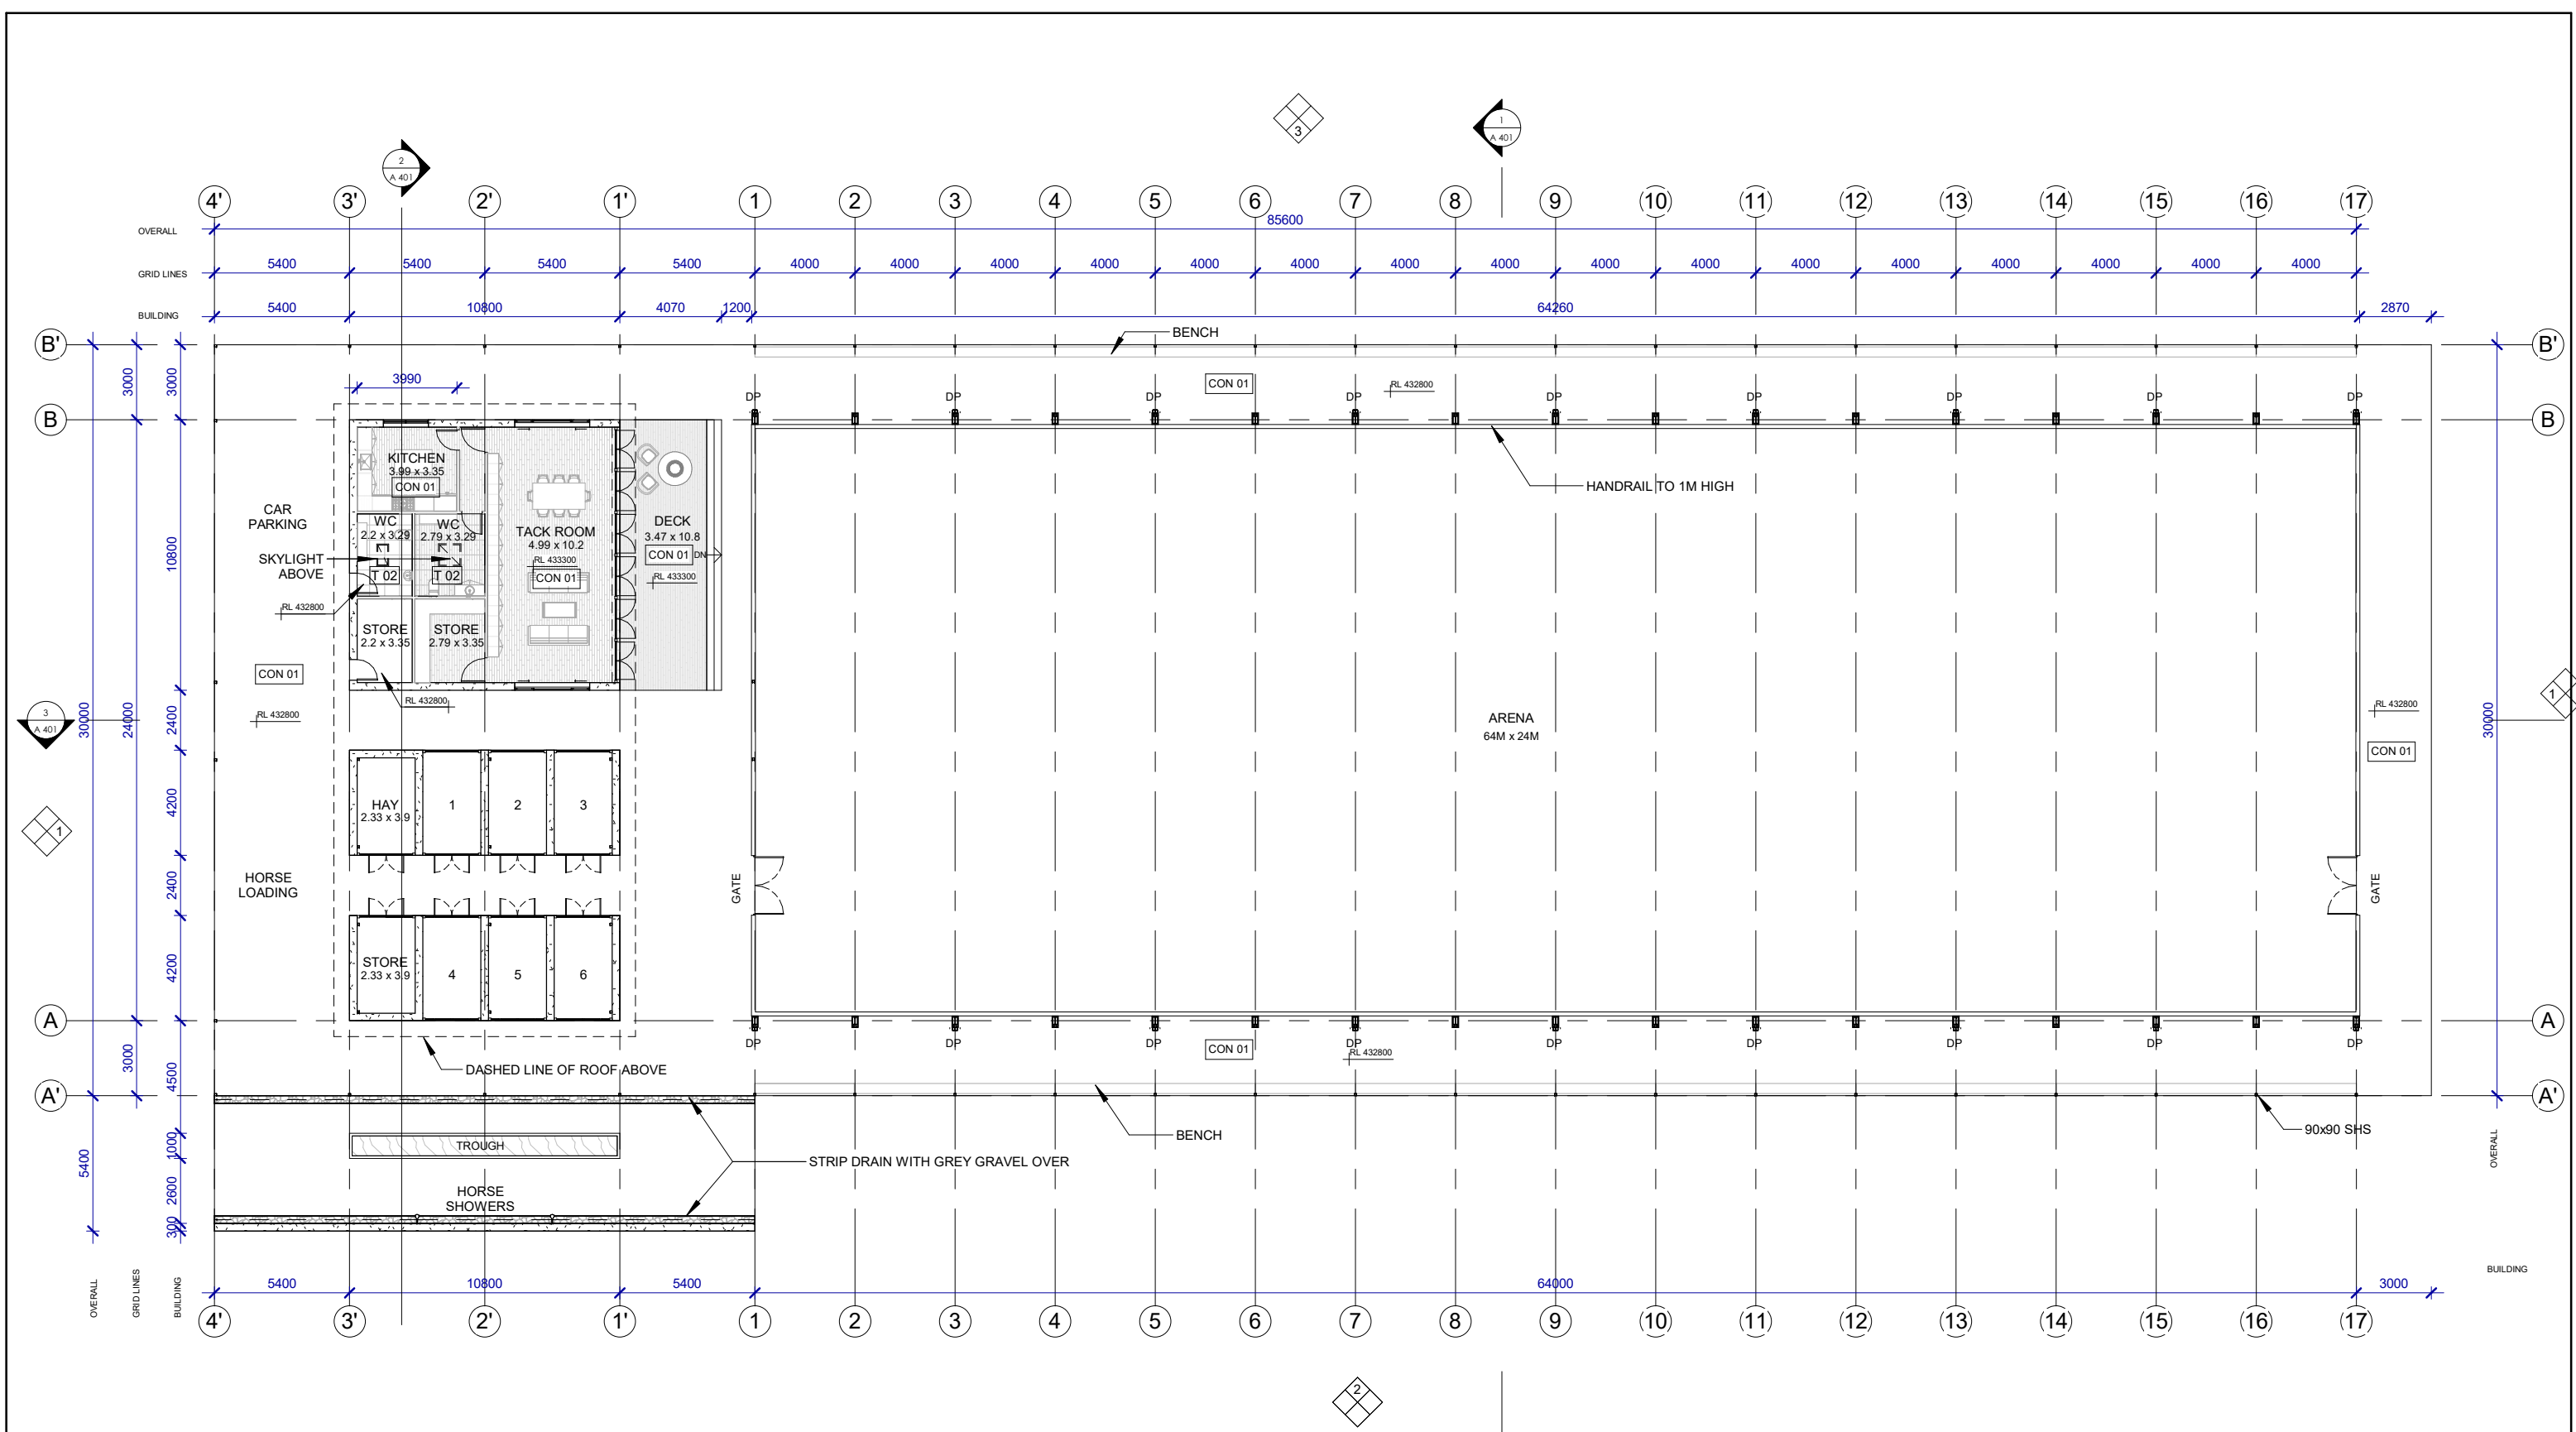 3
1
A 401
2
A 401
4' 3' 2' 1' 1 2 3 4 5 6 7 8 9 10 11 12 13 14 15 16 17
OVERALL 85600
GRID LINES 5400 5400 5400 5400 4000 4000 4000 4000 4000 4000 4000 4000 4000 4000 4000 4000 4000 4000 4000 4000
BUILDING 5400 10800 4070 1200 64260 2870
B' B'
BENCH
3000 3000
3990
CON 01
RL 432800
DP DP DP DP DP DP DP DP DP
B B
KITCHEN
3.99 x 3.35
CON 01
HANDRAIL TO 1M HIGH
CAR
PARKING
WC
2.2 x 3.29
WC
2.79 x 3.29
TACK ROOM
4.99 x 10.2
RL 433300
CON 01
DECK
3.47 x 10.8
CON 01
DN
RL 433300
10800
SKYLIGHT
ABOVE
T 02
T 02
RL 432800
STORE
2.2 x 3.35
STORE
2.79 x 3.35
CON 01
RL 432800
RL 432800
3
A 401
30000 24000 2400
ARENA
64M x 24M
RL 432800
CON 01
30000
1
1
4200
HAY
2.33 x 3.9
1 2 3
HORSE
LOADING
2400
GATE
GATE
4200
STORE
2.33 x 3.9
4 5 6
A A
DP DP DP DP DP DP DP DP DP
CON 01
RL 432800
3000 4500
DASHED LINE OF ROOF ABOVE
A' A'
90x90 SHS
BENCH
TROUGH
STRIP DRAIN WITH GREY GRAVEL OVER
5400 1000 2600 300
HORSE
SHOWERS
OVERALL
BUILDING
OVERALL GRID LINES BUILDING
5400 10800 5400 64000 3000
4' 3' 2' 1' 1 2 3 4 5 6 7 8 9 10 11 12 13 14 15 16 17
2